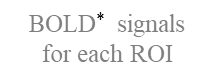 BOLD* signals
for each ROI